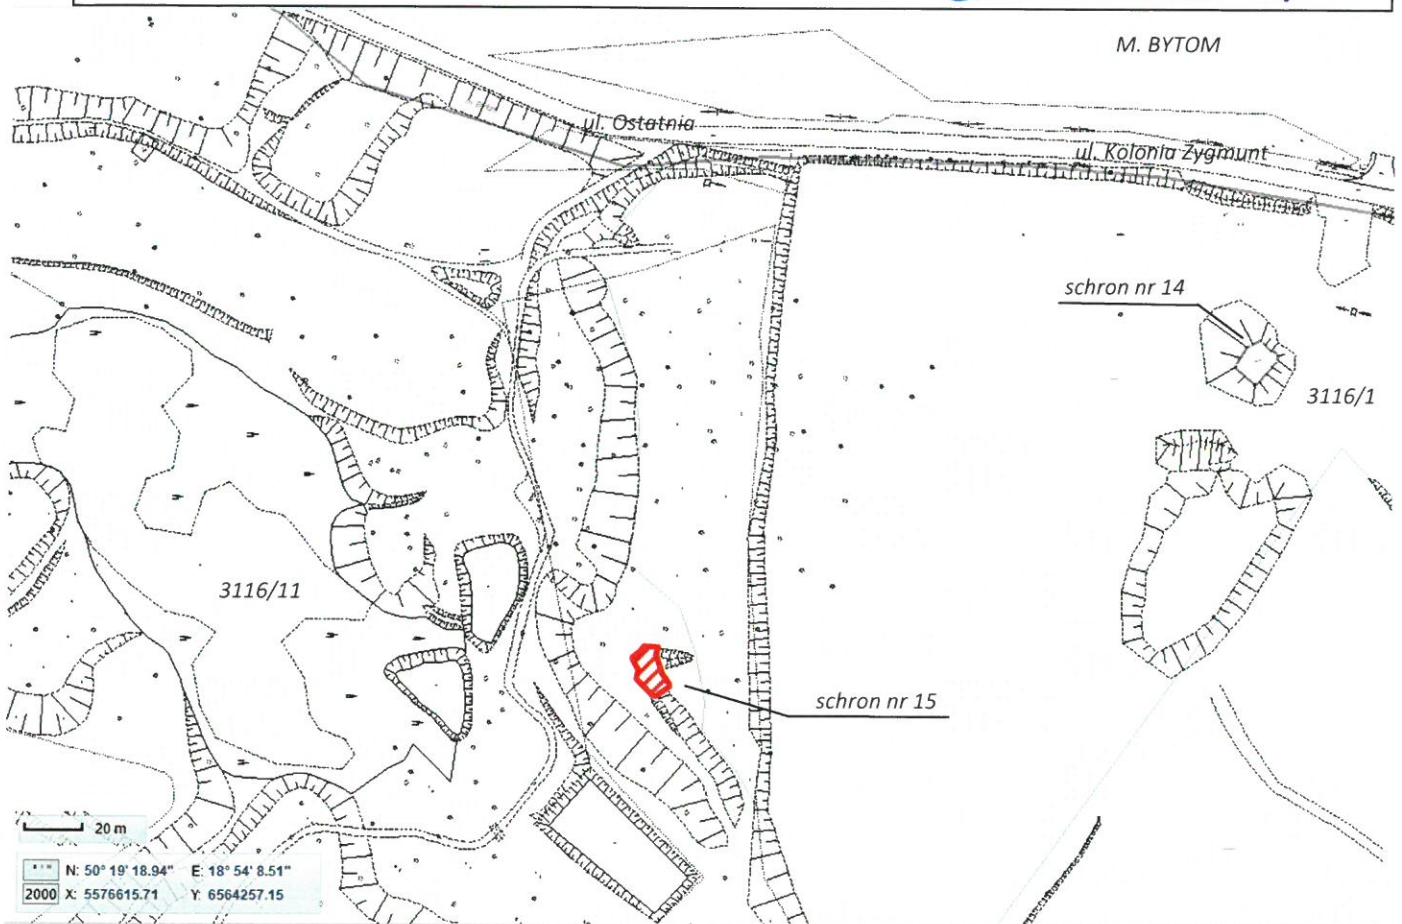 M. BYTOM
ul. Ostatnia
ul. Kolonia Zygmunt
schron nr 14
3116/1
3116/11
schron nr 15
20 m
N: 50° 19' 18.94" E: 18° 54' 8.51"
2000 X: 5576615.71 Y: 6564257.15